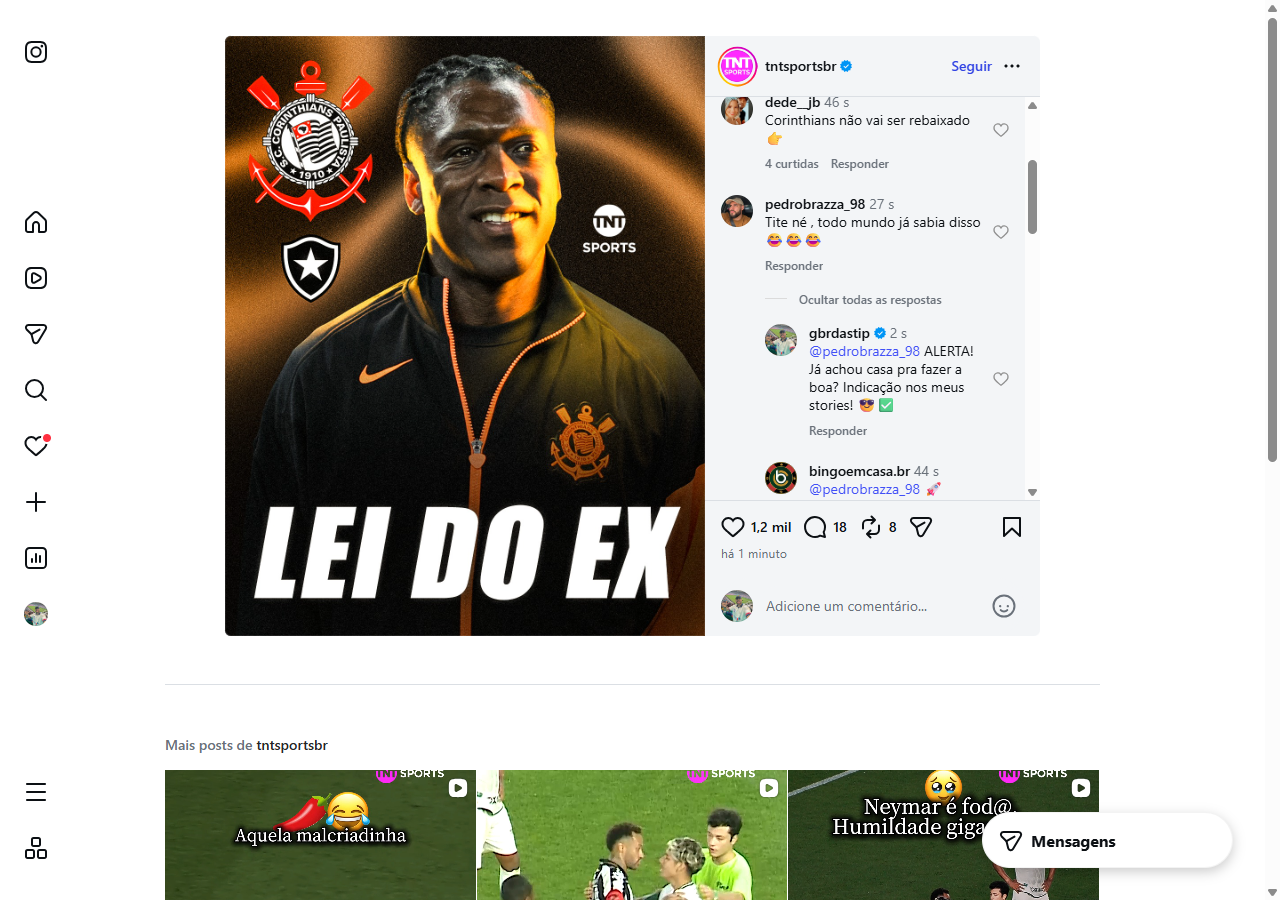 S.C. CORINTHIANS PAULISTA
1910
TNT
SPORTS
LEI DO EX
TNT
SPORTS
tntsportsbr
Seguir
dede__jb 46 s
Corinthians não vai ser rebaixado
👉
4 curtidas Responder
pedrobrazza_98 27 s
Tite né , todo mundo já sabia disso
😂😂😂
Responder
Ocultar todas as respostas
gbrdastip 2 s
@pedrobrazza_98 ALERTA!
Já achou casa pra fazer a
boa? Indicação nos meus
stories! 😎 ✅
Responder
bingoemcasa.br 44 s
@pedrobrazza_98 🚀
1,2 mil 18 8
há 1 minuto
Adicione um comentário...
Mais posts de tntsportsbr
TNT SPORTS
🌶️😂
Aquela malcriadinha
TNT SPORTS
TNT SPORTS
🥹
Neymar é fod@.
Humildade giga
Mensagens